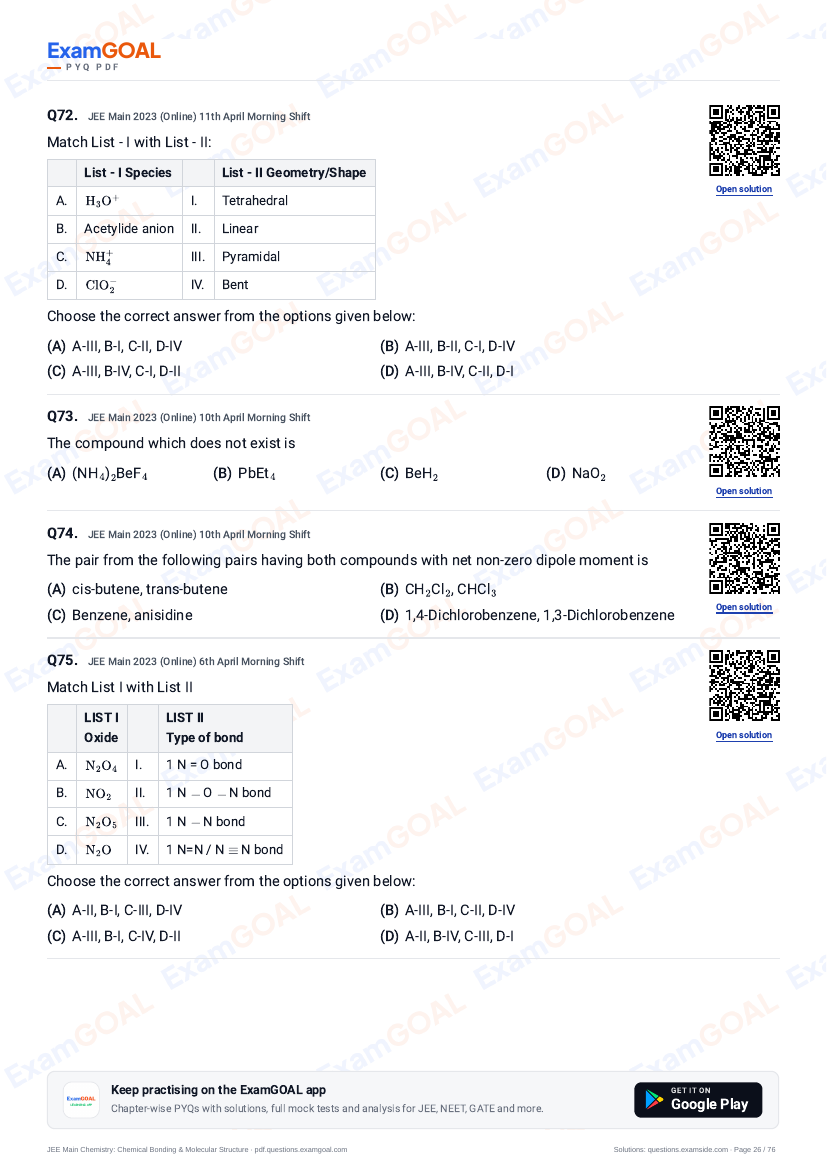 ExamGOAL
PYQ PDF
Q72. JEE Main 2023 (Online) 11th April Morning Shift
Match List - I with List - II:
List - I Species List - II Geometry/Shape
A. H₃O⁺ I. Tetrahedral
B. Acetylide anion II. Linear
C. NH₄⁺ III. Pyramidal
D. ClO₂⁻ IV. Bent
Choose the correct answer from the options given below:
(A) A-III, B-I, C-II, D-IV (B) A-III, B-II, C-I, D-IV
(C) A-III, B-IV, C-I, D-II (D) A-III, B-IV, C-II, D-I
Open solution
Q73. JEE Main 2023 (Online) 10th April Morning Shift
The compound which does not exist is
(A) (NH₄)₂BeF₄ (B) PbEt₄ (C) BeH₂ (D) NaO₂
Open solution
Q74. JEE Main 2023 (Online) 10th April Morning Shift
The pair from the following pairs having both compounds with net non-zero dipole moment is
(A) cis-butene, trans-butene (B) CH₂Cl₂, CHCl₃
(C) Benzene, anisidine (D) 1,4-Dichlorobenzene, 1,3-Dichlorobenzene
Open solution
Q75. JEE Main 2023 (Online) 6th April Morning Shift
Match List I with List II
LIST I LIST II
Oxide Type of bond
A. N₂O₄ I. 1 N = O bond
B. NO₂ II. 1 N − O − N bond
C. N₂O₅ III. 1 N − N bond
D. N₂O IV. 1 N=N / N ≡ N bond
Choose the correct answer from the options given below:
(A) A-II, B-I, C-III, D-IV (B) A-III, B-I, C-II, D-IV
(C) A-III, B-I, C-IV, D-II (D) A-II, B-IV, C-III, D-I
Open solution
ExamGOAL
Keep practising on the ExamGOAL app
Chapter-wise PYQs with solutions, full mock tests and analysis for JEE, NEET, GATE and more.
GET IT ON
Google Play
JEE Main Chemistry: Chemical Bonding & Molecular Structure · pdf.questions.examgoal.com
Solutions: questions.examside.com · Page 26 / 76